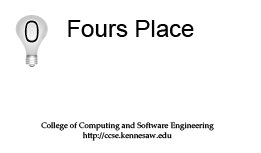 0 Fours Place
College of Computing and Software Engineering
http://ccse.kennesaw.edu